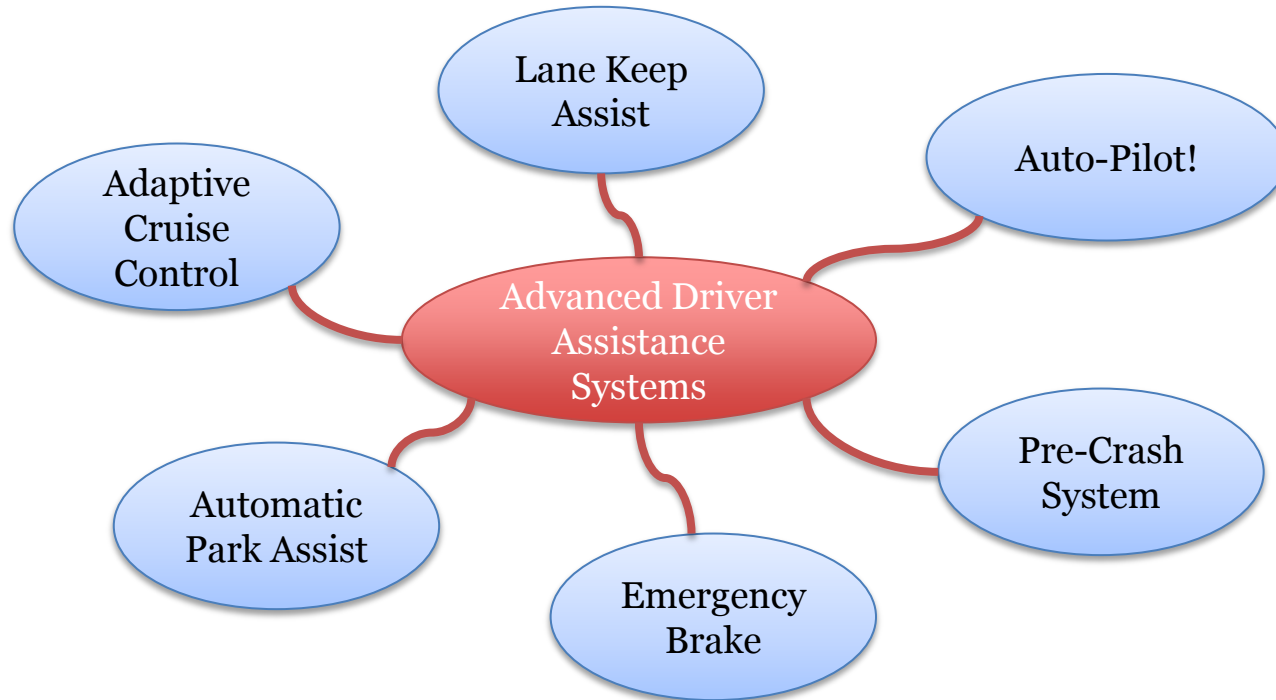 Lane Keep
Assist
Auto-Pilot!
Adaptive
Cruise
Control
Advanced Driver
Assistance
Systems
Pre-Crash
System
Automatic
Park Assist
Emergency
Brake